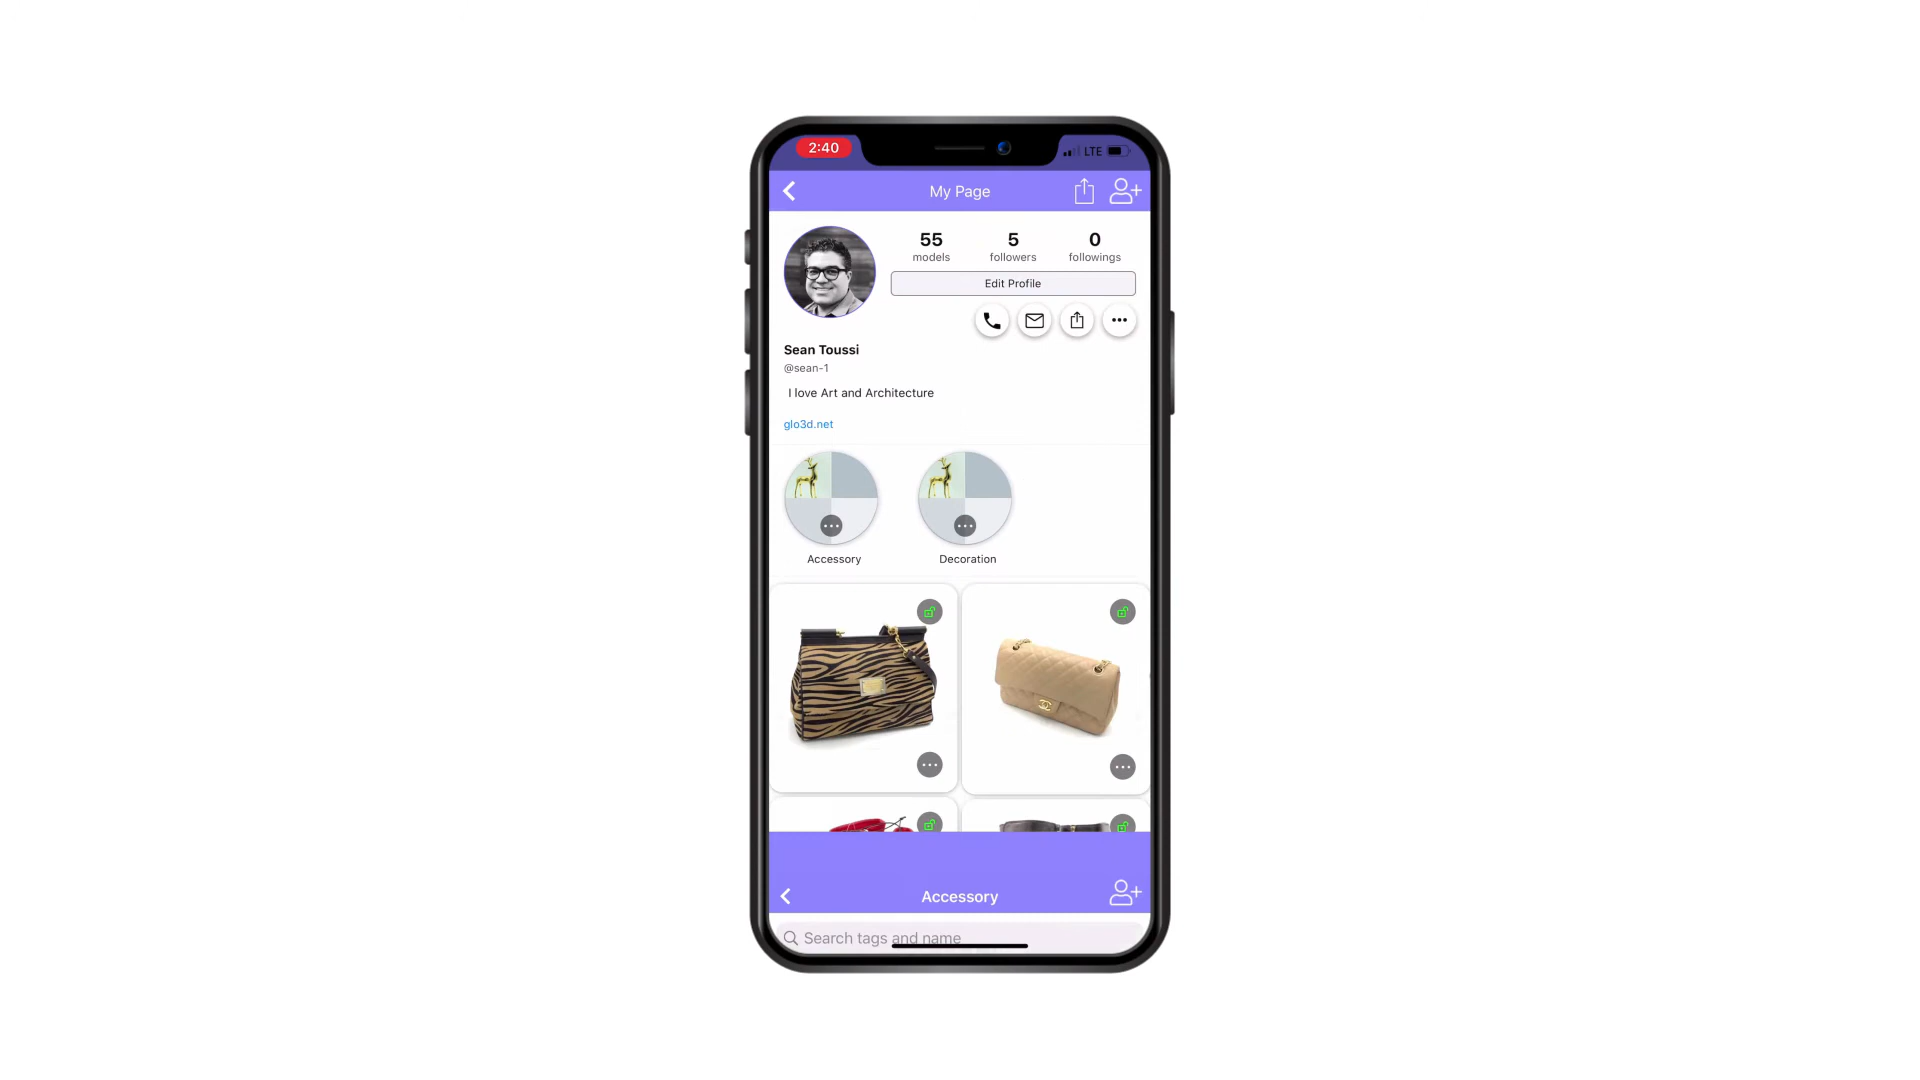 2:40
LTE
My Page
55
5
0
models
followers
followings
Edit Profile
Sean Toussi
@sean-1
I love Art and Architecture
glo3d.net
Accessory
Decoration
Accessory
Search tags and name